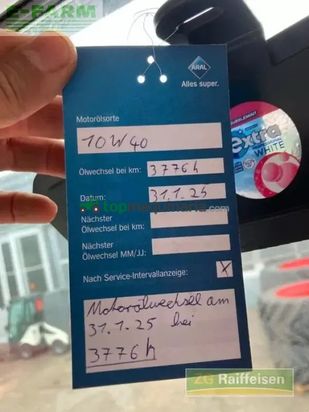 E-FARM
ARAL
Alles super.
Motorölsorte
10W40
Ölwechsel bei km: 3776h
Datum: 31.1.25
Nächster
Ölwechsel bei km:
Nächster
Ölwechsel MM/JJ:
Nach Service-Intervallanzeige: X
Motorölwechsel am
31.1.25 bei
3776h
extra
WHITE
ZG Raiffeisen